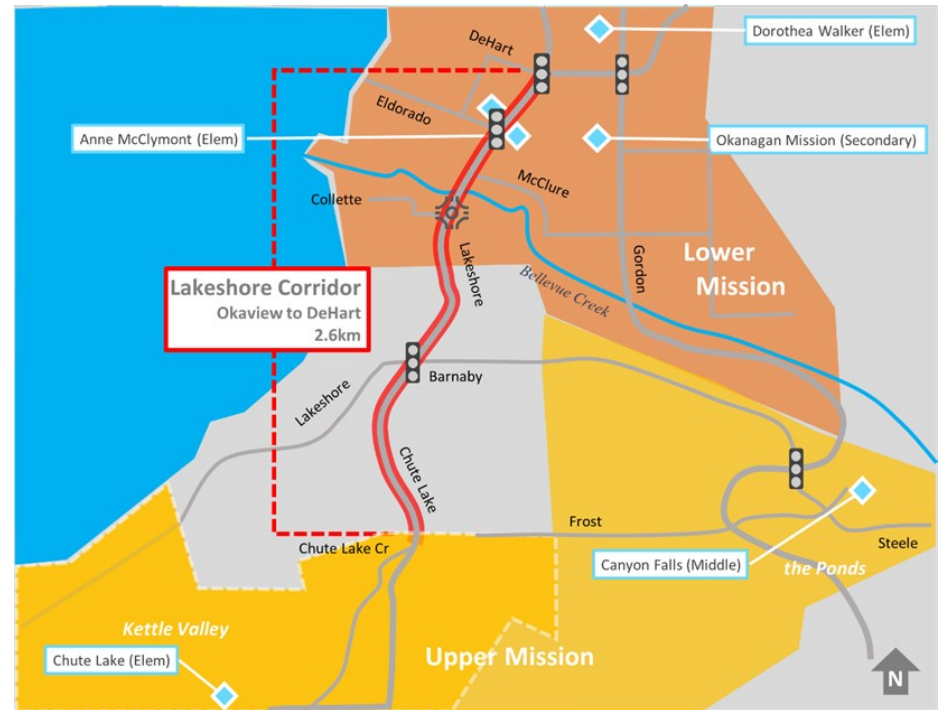 Dorothea Walker (Elem)
DeHart
Eldorado
Anne McClymont (Elem)
Okanagan Mission (Secondary)
McClure
Collette
Lakeshore
Gordon
Lower
Mission
Bellevue Creek
Lakeshore Corridor
Okaview to DeHart
2.6km
Barnaby
Lakeshore
Chute Lake
Frost
Steele
Chute Lake Cr
Canyon Falls (Middle)
the Ponds
Kettle Valley
Upper Mission
Chute Lake (Elem)
N